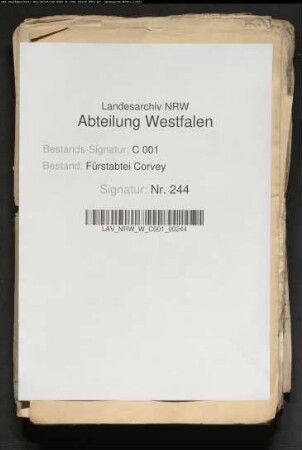 Landesarchiv NRW
Abteilung Westfalen
Bestands-Signatur: C 001
Bestand: Fürstabtei Corvey
Signatur: Nr. 244
LAV_NRW_W_C001_00244